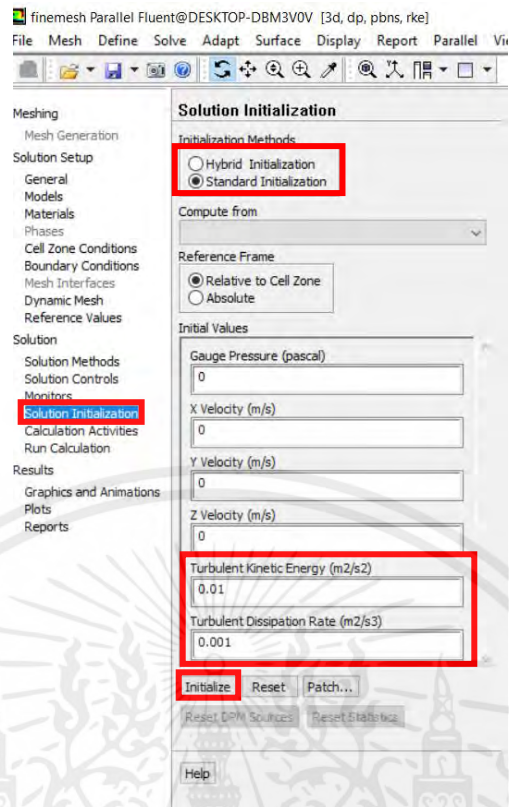 finemesh Parallel Fluent@DESKTOP-DBM3V0V [3d, dp, pbns, rke]
File Mesh Define Solve Adapt Surface Display Report Parallel
Meshing
Mesh Generation
Solution Setup
General
Models
Materials
Phases
Cell Zone Conditions
Boundary Conditions
Mesh Interfaces
Dynamic Mesh
Reference Values
Solution
Solution Methods
Solution Controls
Monitors
Solution Initialization
Calculation Activities
Run Calculation
Results
Graphics and Animations
Plots
Reports
Solution Initialization
Initialization Methods
Hybrid Initialization
Standard Initialization
Compute from
Reference Frame
Relative to Cell Zone
Absolute
Initial Values
Gauge Pressure (pascal)
0
X Velocity (m/s)
0
Y Velocity (m/s)
0
Z Velocity (m/s)
0
Turbulent Kinetic Energy (m2/s2)
0.01
Turbulent Dissipation Rate (m2/s3)
0.001
Initialize Reset Patch...
Reset DPM Sources Reset Statistics
Help